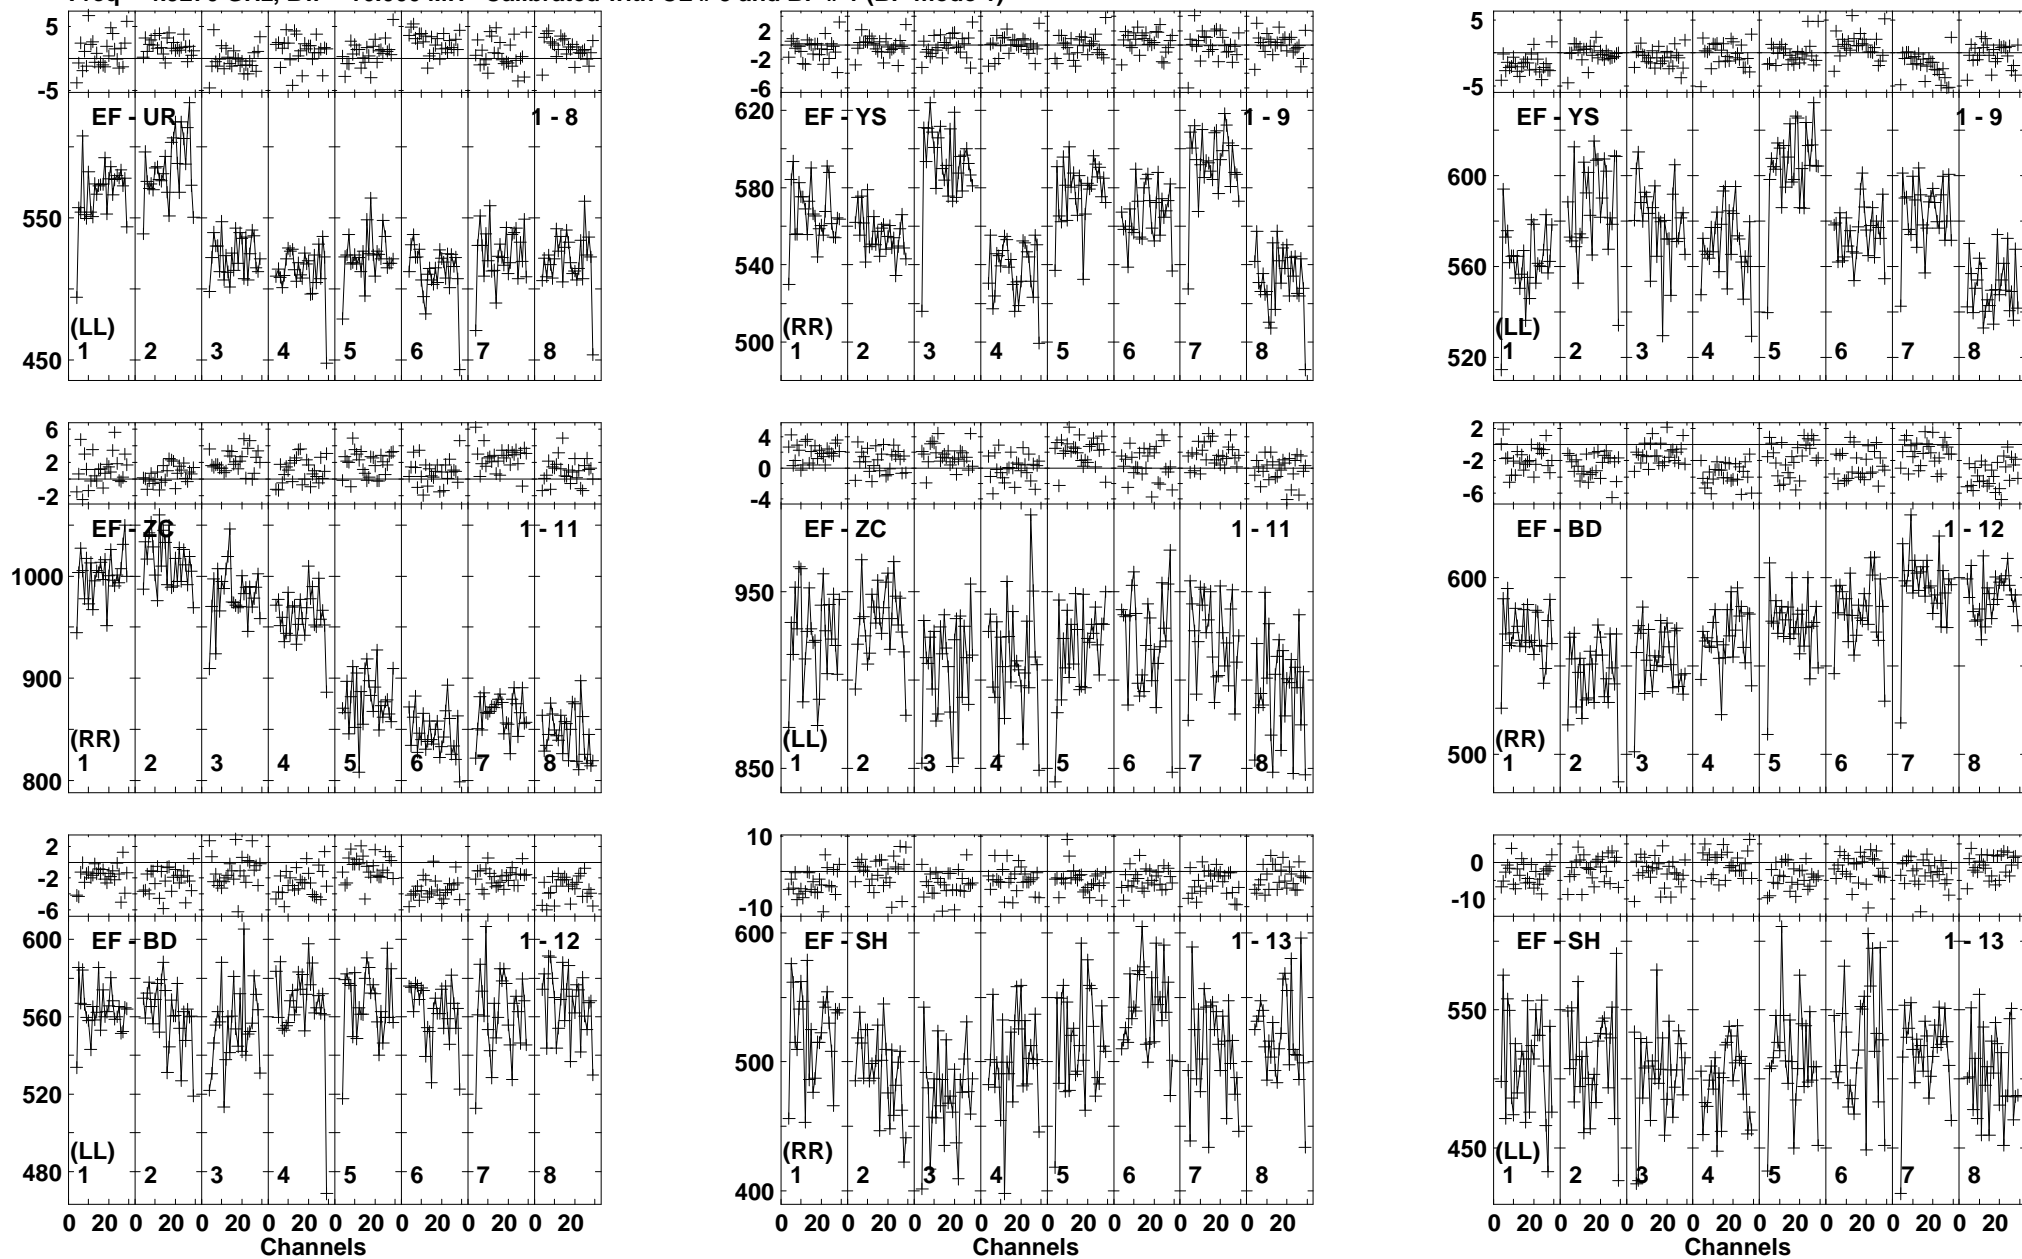 5 2 5
-2
-5 -6 -5
EF - UR 1 - 8 620 EF - YS 1 - 9 EF - YS 1 - 9
580 600
550
540 560
(LL) (RR) (LL)
450 1 2 3 4 5 6 7 8 500 1 2 3 4 5 6 7 8 520 1 2 3 4 5 6 7 8
6 4 2
2 0 -2
-2 -4 -6
EF - ZC 1 - 11 EF - ZC 1 - 11 EF - BD 1 - 12
1000 950 600
900
(RR) (LL) (RR)
800 1 2 3 4 5 6 7 8 850 1 2 3 4 5 6 7 8 500 1 2 3 4 5 6 7 8
2 10 0
-2
-6 -10 -10
600 EF - BD 1 - 12 600 EF - SH 1 - 13 EF - SH 1 - 13
560 550
520 500
(LL) (RR) (LL) 450
480 1 2 3 4 5 6 7 8 400 1 2 3 4 5 6 7 8 1 2 3 4 5 6 7 8
0 20 0 20 0 20 0 20 0 20 0 20 0 20 0 20 0 20 0 20 0 20 0 20 0 20 0 20 0 20 0 20 0 20 0 20 0 20 0 20 0 20 0 20 0 20 0 20
Channels Channels Channels